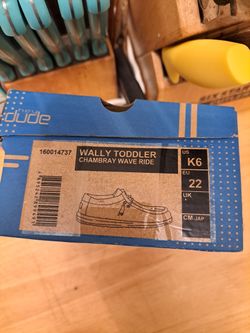 dude
160014737
WALLY TODDLER
CHAMBRAY WAVE RIDE
US
K6
EU
22
UK
CM JAP